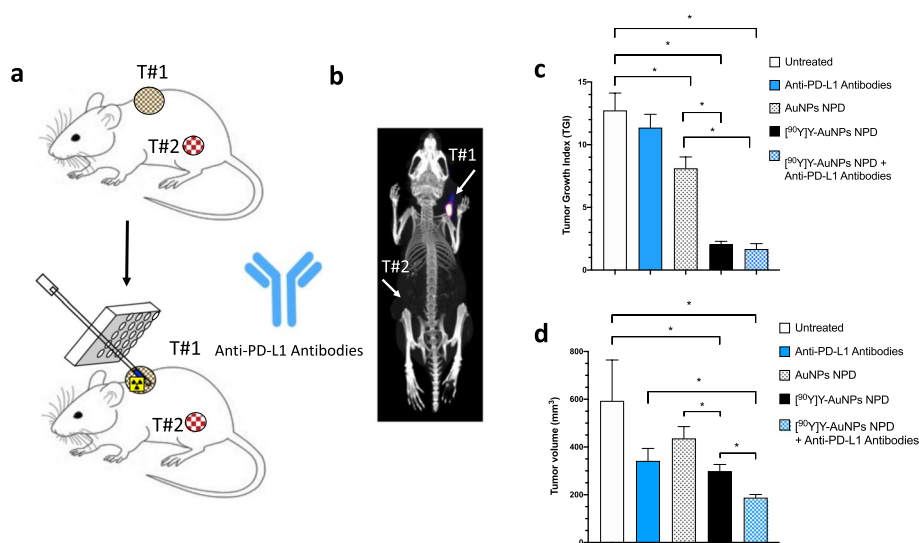 a
T#1
T#2
T#1
T#2
Anti-PD-L1 Antibodies
b
T#1
T#2
c
*
*
*
*
*
Tumor Growth Index (TGI)
15
10
5
0
Untreated
Anti-PD-L1 Antibodies
AuNPs NPD
[⁹⁰Y]Y-AuNPs NPD
[⁹⁰Y]Y-AuNPs NPD +
Anti-PD-L1 Antibodies
d
*
*
*
*
*
Tumor volume (mm³)
800
600
400
200
0
Untreated
Anti-PD-L1 Antibodies
AuNPs NPD
[⁹⁰Y]Y-AuNPs NPD
[⁹⁰Y]Y-AuNPs NPD
+ Anti-PD-L1 Antibodies